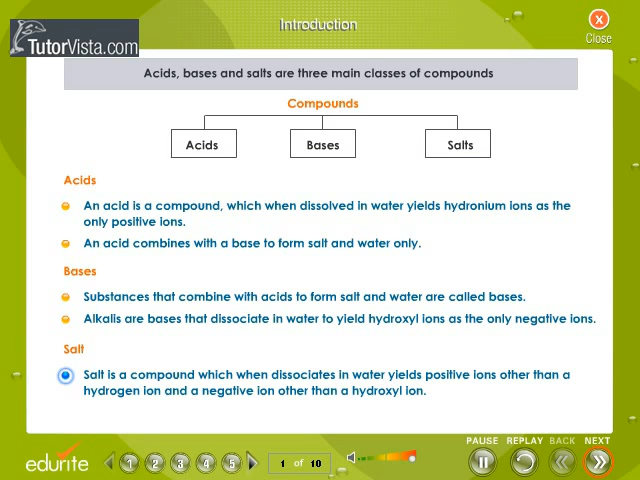 Introduction
X
Close
TutorVista.com
Acids, bases and salts are three main classes of compounds
Compounds
Acids Bases Salts
Acids
An acid is a compound, which when dissolved in water yields hydronium ions as the
only positive ions.
An acid combines with a base to form salt and water only.
Bases
Substances that combine with acids to form salt and water are called bases.
Alkalis are bases that dissociate in water to yield hydroxyl ions as the only negative ions.
Salt
Salt is a compound which when dissociates in water yields positive ions other than a
hydrogen ion and a negative ion other than a hydroxyl ion.
PAUSE REPLAY BACK NEXT
edurite 1 2 3 4 5 1 of 10